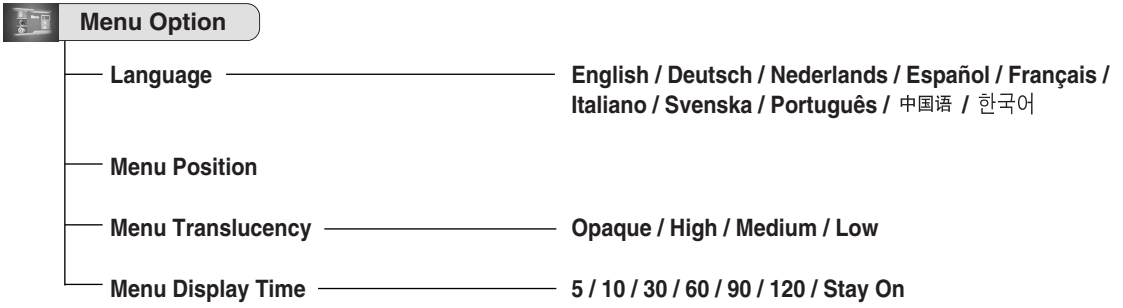 Menu Option
Language English / Deutsch / Nederlands / Español / Français /
Italiano / Svenska / Português / 中国语 / 한국어
Menu Position
Menu Translucency Opaque / High / Medium / Low
Menu Display Time 5 / 10 / 30 / 60 / 90 / 120 / Stay On